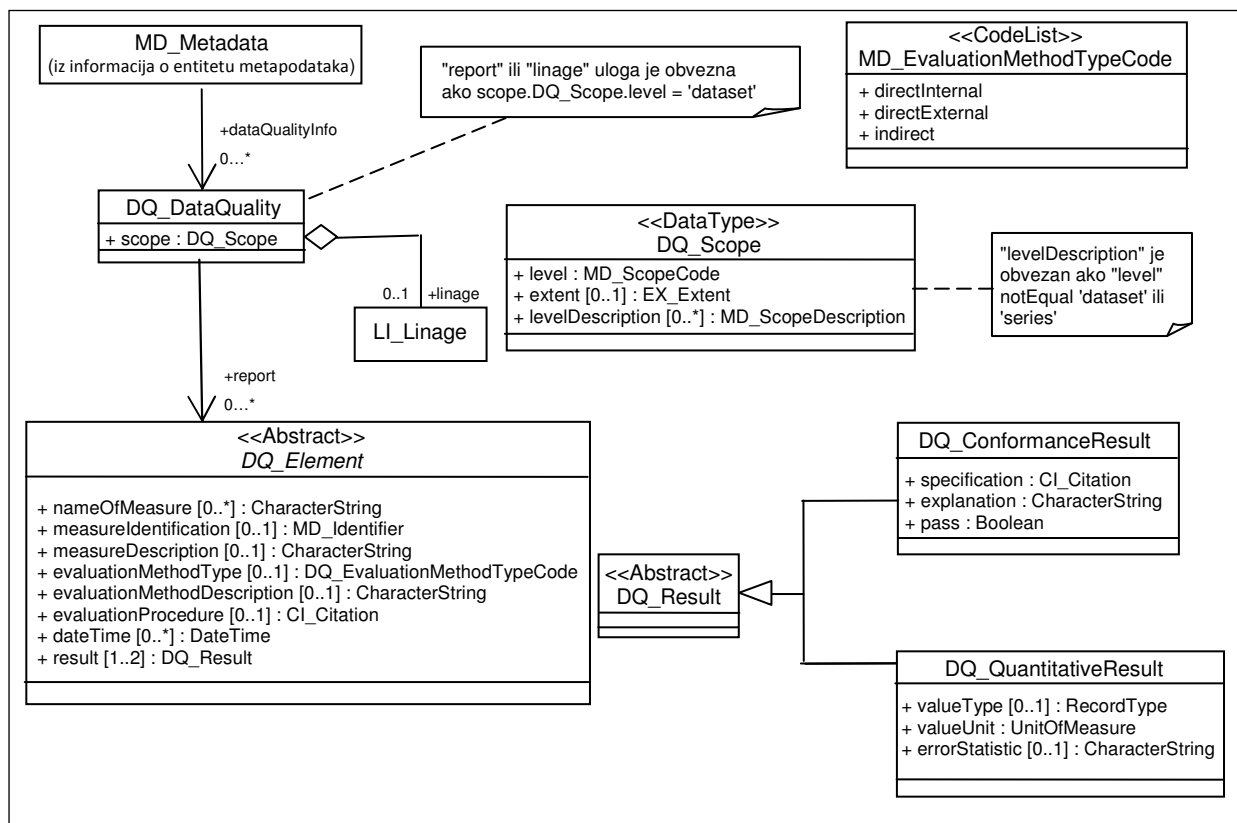 MD_Metadata
(iz informacija o entitetu metapodataka)
"report" ili "linage" uloga je obvezna
ako scope.DQ_Scope.level = 'dataset'
<<CodeList>>
MD_EvaluationMethodTypeCode
+ directInternal
+ directExternal
+ indirect
+dataQualityInfo
0...*
DQ_DataQuality
+ scope : DQ_Scope
0..1
+linage
LI_Linage
<<DataType>>
DQ_Scope
+ level : MD_ScopeCode
+ extent [0..1] : EX_Extent
+ levelDescription [0..*] : MD_ScopeDescription
"levelDescription" je
obvezan ako "level"
notEqual 'dataset' ili
'series'
+report
0...*
<<Abstract>>
DQ_Element
+ nameOfMeasure [0..*] : CharacterString
+ measureIdentification [0..1] : MD_Identifier
+ measureDescription [0..1] : CharacterString
+ evaluationMethodType [0..1] : DQ_EvaluationMethodTypeCode
+ evaluationMethodDescription [0..1] : CharacterString
+ evaluationProcedure [0..1] : CI_Citation
+ dateTime [0..*] : DateTime
+ result [1..2] : DQ_Result
<<Abstract>>
DQ_Result
DQ_ConformanceResult
+ specification : CI_Citation
+ explanation : CharacterString
+ pass : Boolean
DQ_QuantitativeResult
+ valueType [0..1] : RecordType
+ valueUnit : UnitOfMeasure
+ errorStatistic [0..1] : CharacterString